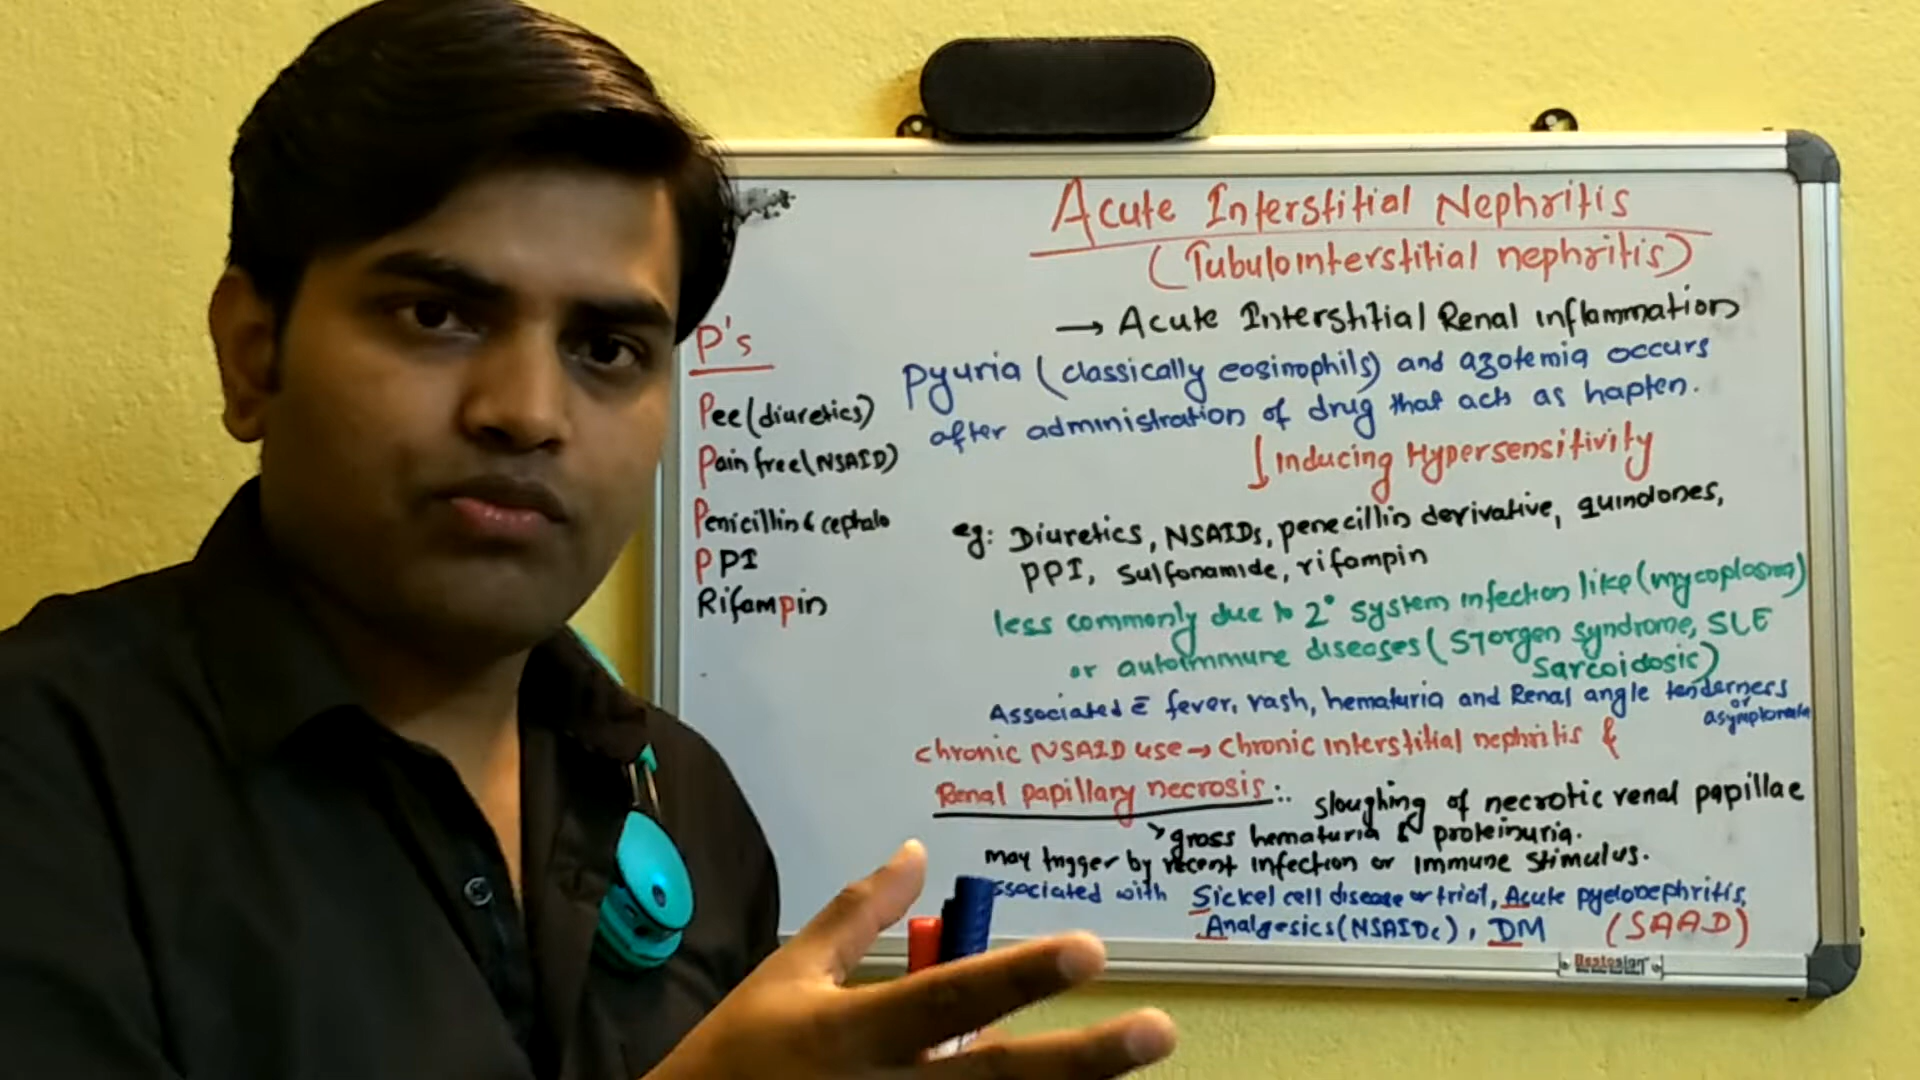 Acute Interstitial Nephritis
(Tubulointerstitial nephritis)
→ Acute Interstitial Renal inflammation
pyuria (classically eosinophils) and azotemia occurs
after administration of drug that acts as hapten.
Inducing Hypersensitivity
eg: Diuretics, NSAIDs, penecillin derivative, quinolones,
PPI, sulfonamide, rifampin
less commonly due to 2° system infection like (mycoplasma)
or autoimmune diseases (SJorgen syndrome, SLE
Sarcoidosis)
Associated c̄ fever, rash, hematuria and Renal angle tenderness
or
chronic NSAID use → chronic interstitial nephritis &
Renal papillary necrosis:. sloughing of necrotic renal papillae
> gross hematuria & proteinuria.
may trigger by recent infection or immune stimulus.
ssociated with Sickel cell disease or triat, Acute pyelonephritis,
Analgesics (NSAIDs), DM (SAAD)
P's
Pee (diuretics)
Pain free (NSAID)
Penicillin & cephalo
PPI
Rifampin